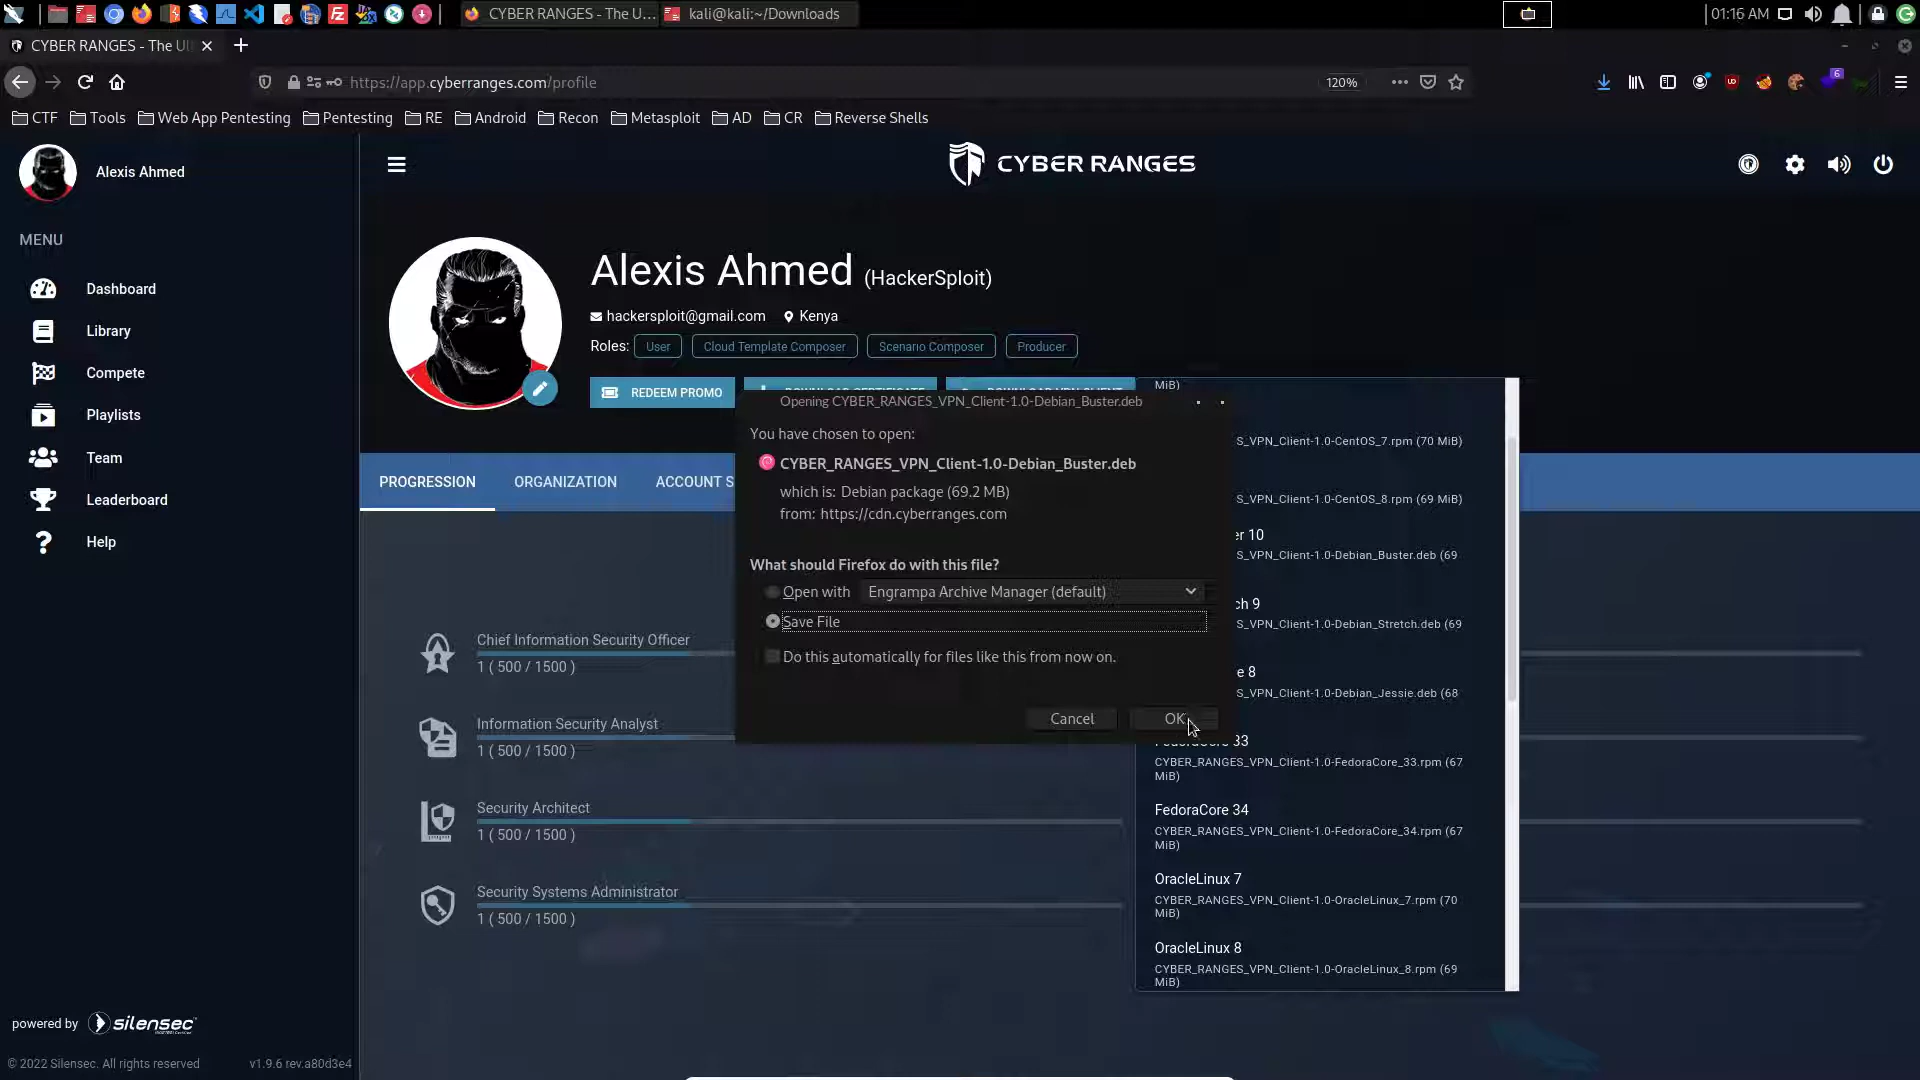 CYBER RANGES - The U...
kali@kali:~/Downloads
01:16 AM
CYBER RANGES - The Ul
https://app.cyberranges.com/profile
120%
6
CTF
Tools
Web App Pentesting
Pentesting
RE
Android
Recon
Metasploit
AD
CR
Reverse Shells
Alexis Ahmed
CYBER RANGES
MENU
Dashboard
Library
Compete
Playlists
Team
Leaderboard
Help
Alexis Ahmed (HackerSploit)
hackersploit@gmail.com
Kenya
Roles: User Cloud Template Composer Scenario Composer Producer
REDEEM PROMO
PROGRESSION
ORGANIZATION
ACCOUNT S
Opening CYBER_RANGES_VPN_Client-1.0-Debian_Buster.deb
You have chosen to open:
CYBER_RANGES_VPN_Client-1.0-Debian_Buster.deb
which is: Debian package (69.2 MB)
from: https://cdn.cyberranges.com
What should Firefox do with this file?
Open with Engrampa Archive Manager (default)
Save File
Do this automatically for files like this from now on.
Cancel
OK
MiB)
S_VPN_Client-1.0-CentOS_7.rpm (70 MiB)
S_VPN_Client-1.0-CentOS_8.rpm (69 MiB)
er 10
S_VPN_Client-1.0-Debian_Buster.deb (69
ch 9
S_VPN_Client-1.0-Debian_Stretch.deb (69
e 8
S_VPN_Client-1.0-Debian_Jessie.deb (68
FedoraCore 33
CYBER_RANGES_VPN_Client-1.0-FedoraCore_33.rpm (67
MiB)
FedoraCore 34
CYBER_RANGES_VPN_Client-1.0-FedoraCore_34.rpm (67
MiB)
OracleLinux 7
CYBER_RANGES_VPN_Client-1.0-OracleLinux_7.rpm (70
MiB)
OracleLinux 8
CYBER_RANGES_VPN_Client-1.0-OracleLinux_8.rpm (69
MiB)
Chief Information Security Officer
1 ( 500 / 1500 )
Information Security Analyst
1 ( 500 / 1500 )
Security Architect
1 ( 500 / 1500 )
Security Systems Administrator
1 ( 500 / 1500 )
powered by silensec
© 2022 Silensec. All rights reserved
v1.9.6 rev.a80d3e4